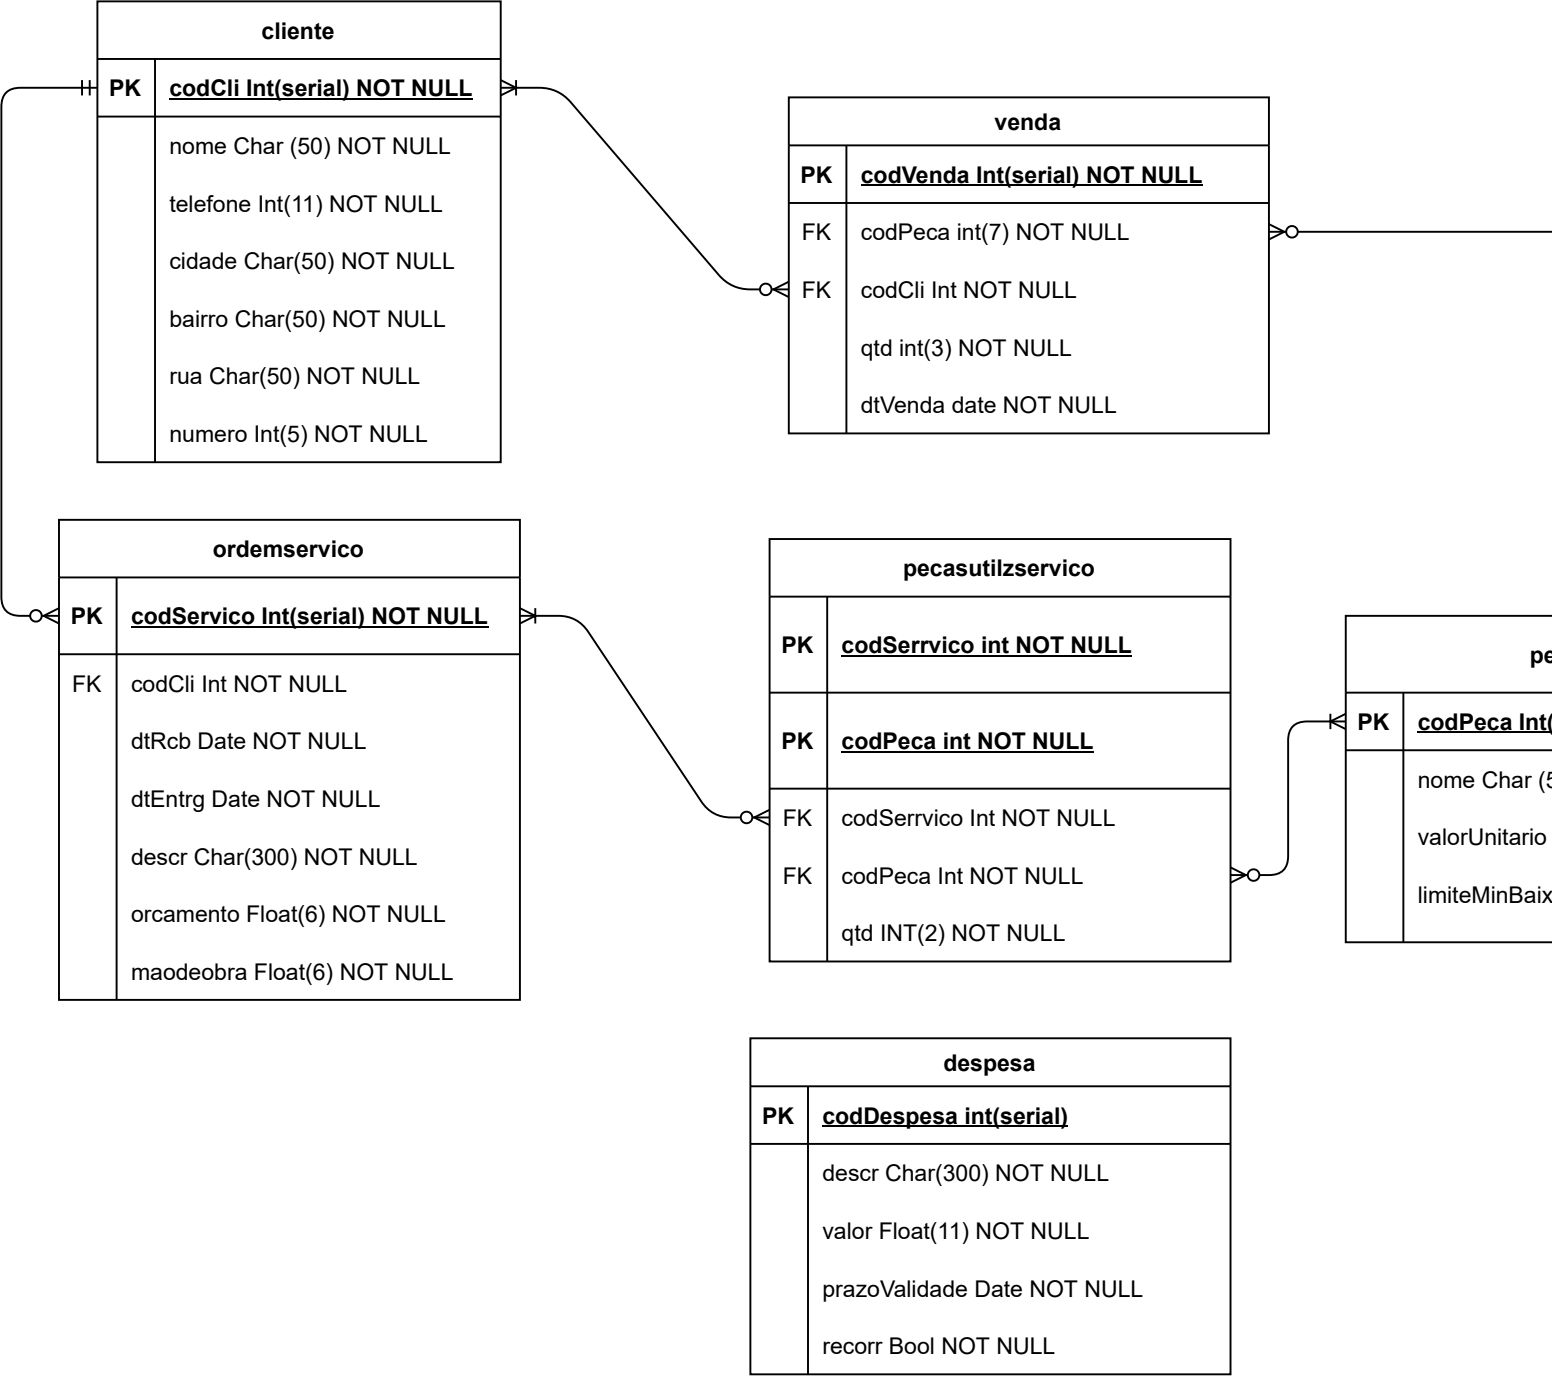 cliente
PK codCli Int(serial) NOT NULL
nome Char (50) NOT NULL
telefone Int(11) NOT NULL
cidade Char(50) NOT NULL
bairro Char(50) NOT NULL
rua Char(50) NOT NULL
numero Int(5) NOT NULL
venda
PK codVenda Int(serial) NOT NULL
FK codPeca int(7) NOT NULL
FK codCli Int NOT NULL
qtd int(3) NOT NULL
dtVenda date NOT NULL
ordemservico
PK codServico Int(serial) NOT NULL
FK codCli Int NOT NULL
dtRcb Date NOT NULL
dtEntrg Date NOT NULL
descr Char(300) NOT NULL
orcamento Float(6) NOT NULL
maodeobra Float(6) NOT NULL
pecasutilzservico
PK codSerrvico int NOT NULL
PK codPeca int NOT NULL
FK codSerrvico Int NOT NULL
FK codPeca Int NOT NULL
qtd INT(2) NOT NULL
pe
PK codPeca Int(
nome Char (5
valorUnitario
limiteMinBaix
despesa
PK codDespesa int(serial)
descr Char(300) NOT NULL
valor Float(11) NOT NULL
prazoValidade Date NOT NULL
recorr Bool NOT NULL